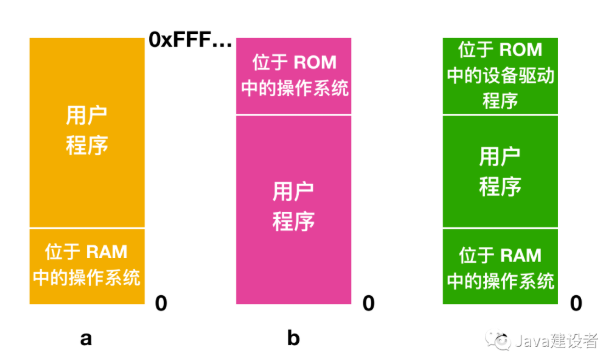 0xFFF...
用户
程序
位于 RAM
中的操作系统
0
a
位于 ROM
中的操作系统
用户
程序
0
b
位于 ROM
中的设备驱动
程序
用户
程序
位于 RAM
中的操作系统
0
Java建设者